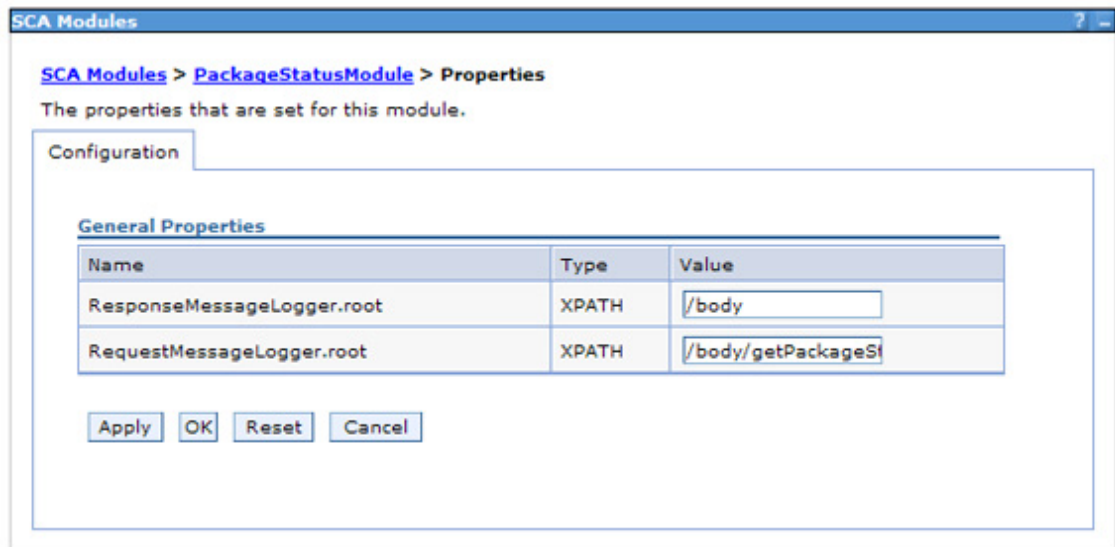 SCA Modules ? –
SCA Modules > PackageStatusModule > Properties
The properties that are set for this module.
Configuration
General Properties
Name Type Value
ResponseMessageLogger.root XPATH /body
RequestMessageLogger.root XPATH /body/getPackageSt
Apply OK Reset Cancel